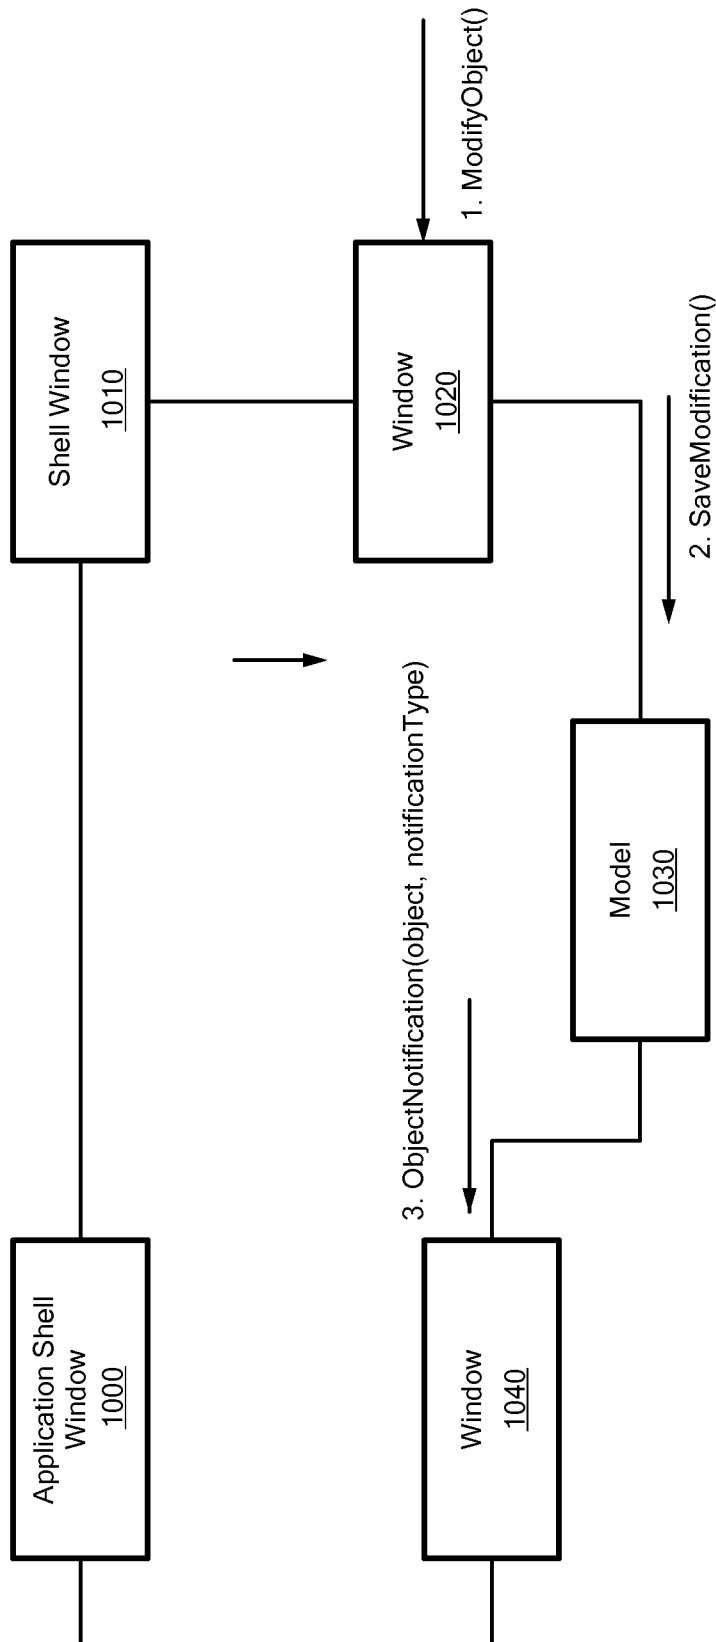 Application Shell
Window
1000
Shell Window
1010
3. ObjectNotification(object, notificationType)
Window
1040
Window
1020
1. ModifyObject()
Model
1030
2. SaveModification()